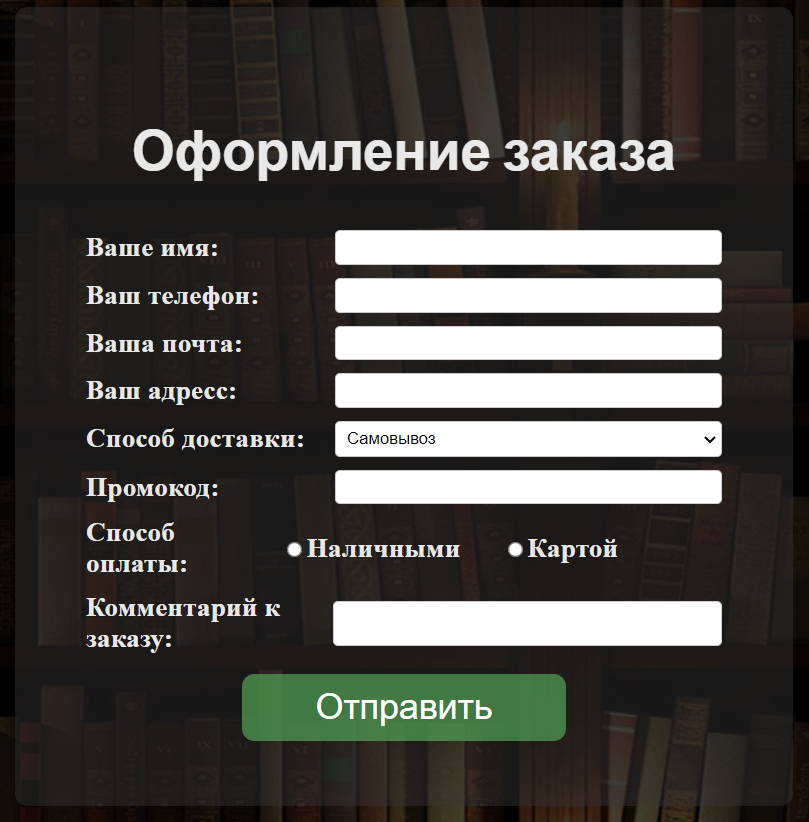 Оформление заказа
Ваше имя:
Ваш телефон:
Ваша почта:
Ваш адресс:
Способ доставки: Самовывоз
Промокод:
Способ
оплаты:
Наличными Картой
Комментарий к
заказу:
Отправить